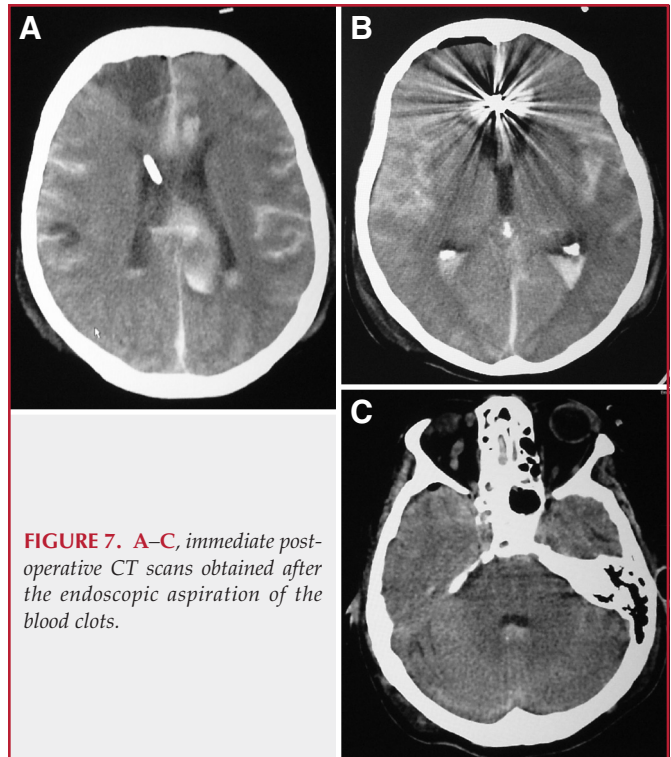 A
B
C
FIGURE 7. A–C, immediate post-
operative CT scans obtained after
the endoscopic aspiration of the
blood clots.